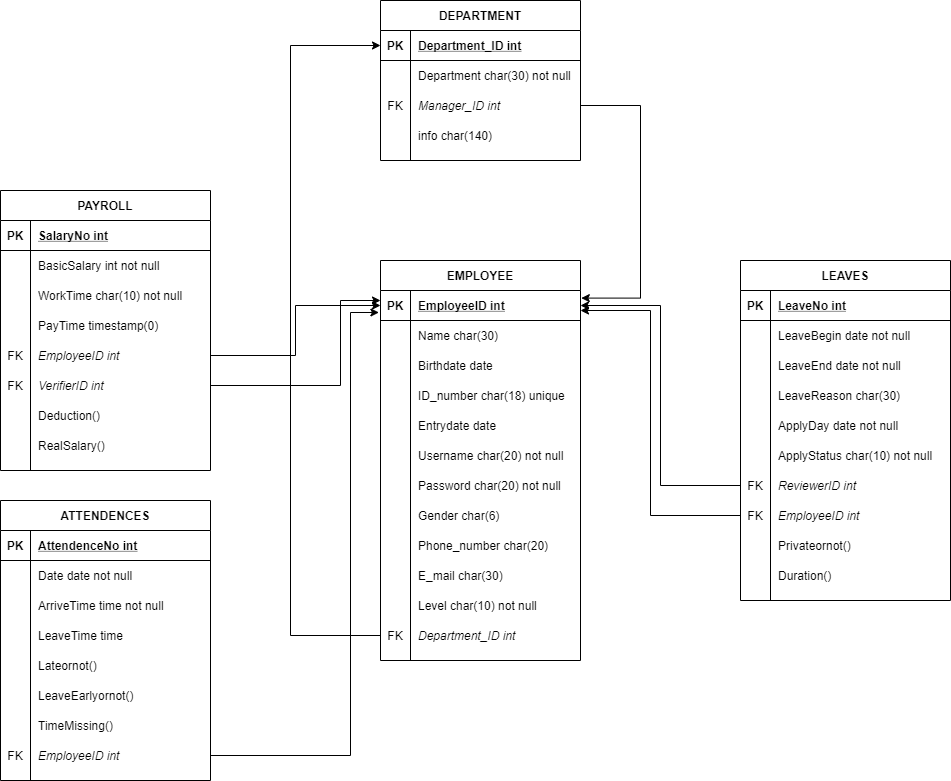 DEPARTMENT
PK Department_ID int
Department char(30) not null
FK Manager_ID int
info char(140)
PAYROLL
PK SalaryNo int
BasicSalary int not null
WorkTime char(10) not null
PayTime timestamp(0)
FK EmployeeID int
FK VerifierID int
Deduction()
RealSalary()
EMPLOYEE
PK EmployeeID int
Name char(30)
Birthdate date
ID_number char(18) unique
Entrydate date
Username char(20) not null
Password char(20) not null
Gender char(6)
Phone_number char(20)
E_mail char(30)
Level char(10) not null
FK Department_ID int
LEAVES
PK LeaveNo int
LeaveBegin date not null
LeaveEnd date not null
LeaveReason char(30)
ApplyDay date not null
ApplyStatus char(10) not null
FK ReviewerID int
FK EmployeeID int
Privateornot()
Duration()
ATTENDENCES
PK AttendenceNo int
Date date not null
ArriveTime time not null
LeaveTime time
Lateornot()
LeaveEarlyornot()
TimeMissing()
FK EmployeeID int